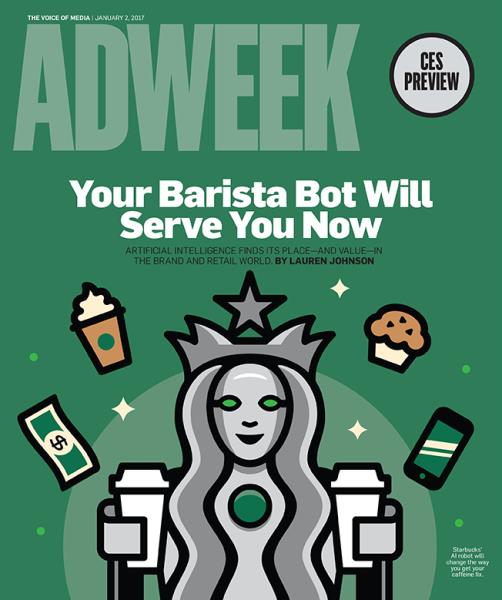 THE VOICE OF MEDIA | JANUARY 2, 2017
ADWEEK
CES
PREVIEW
Your Barista Bot Will
Serve You Now
ARTIFICIAL INTELLIGENCE FINDS ITS PLACE—AND VALUE—IN
THE BRAND AND RETAIL WORLD. BY LAUREN JOHNSON
$
Starbucks'
AI robot will
change the way
you get your
caffeine fix.